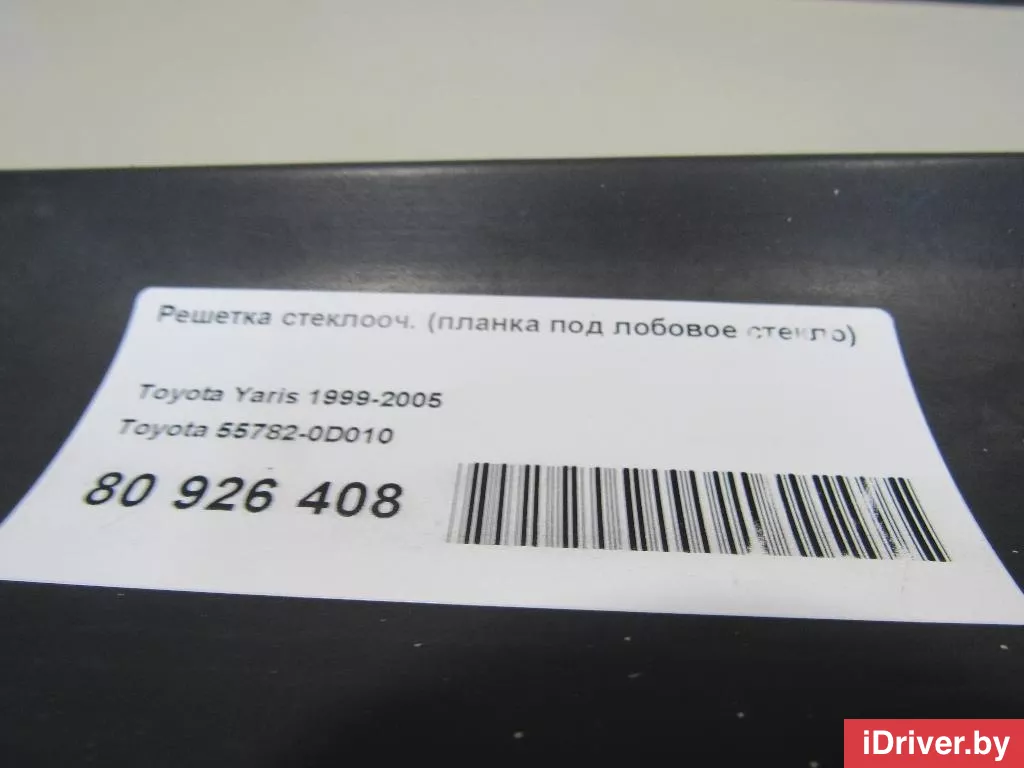 Решетка стеклооч. (планка под лобовое стекло)
Toyota Yaris 1999-2005
Toyota 55782-0D010
80 926 408
iDriver.by